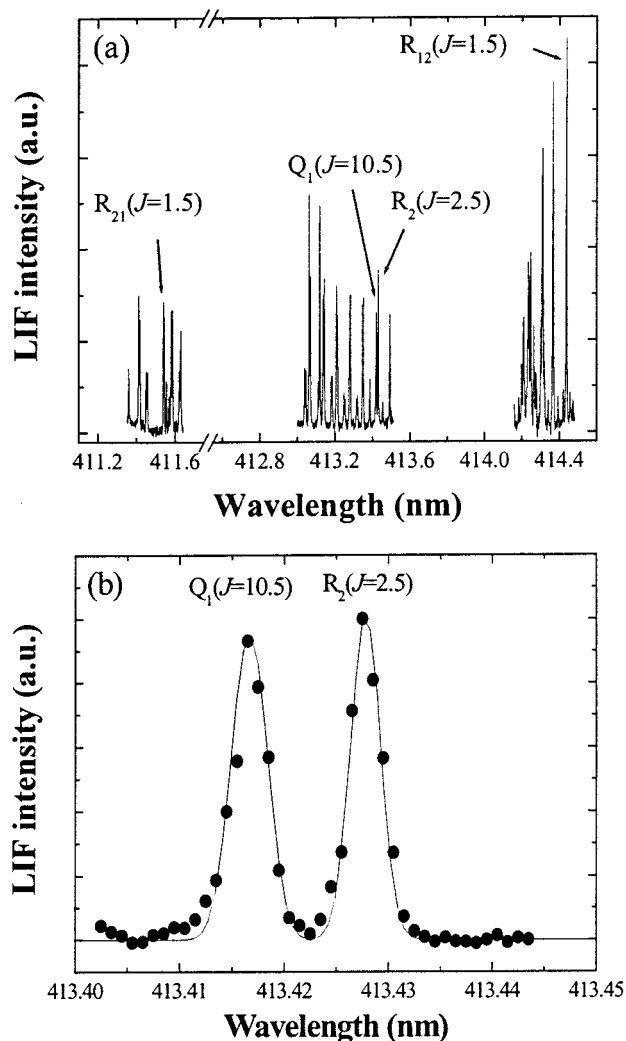 (a)
R₁₂(J=1.5)
Q₁(J=10.5)
R₂₁(J=1.5)
R₂(J=2.5)
LIF intensity (a.u.)
411.2 411.6 412.8 413.2 413.6 414.0 414.4
Wavelength (nm)
(b)
Q₁(J=10.5) R₂(J=2.5)
LIF intensity (a.u.)
413.40 413.41 413.42 413.43 413.44 413.45
Wavelength (nm)